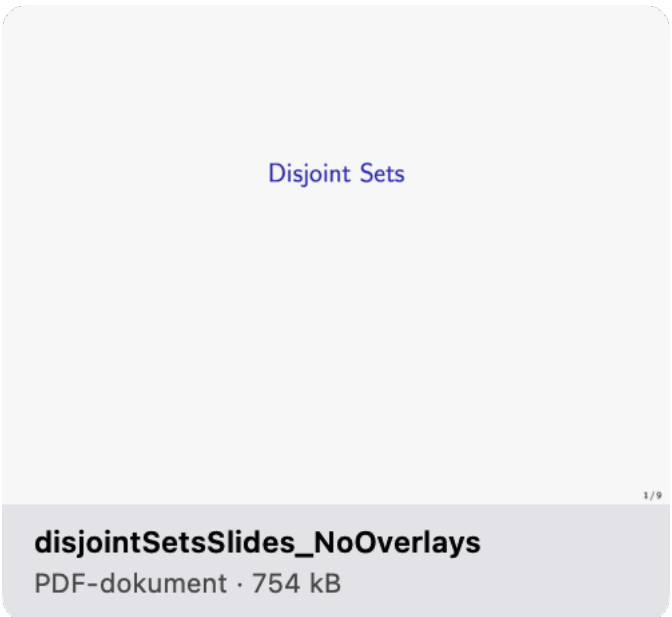 Disjoint Sets
1/9
disjointSetsSlides_NoOverlays
PDF-dokument · 754 kB